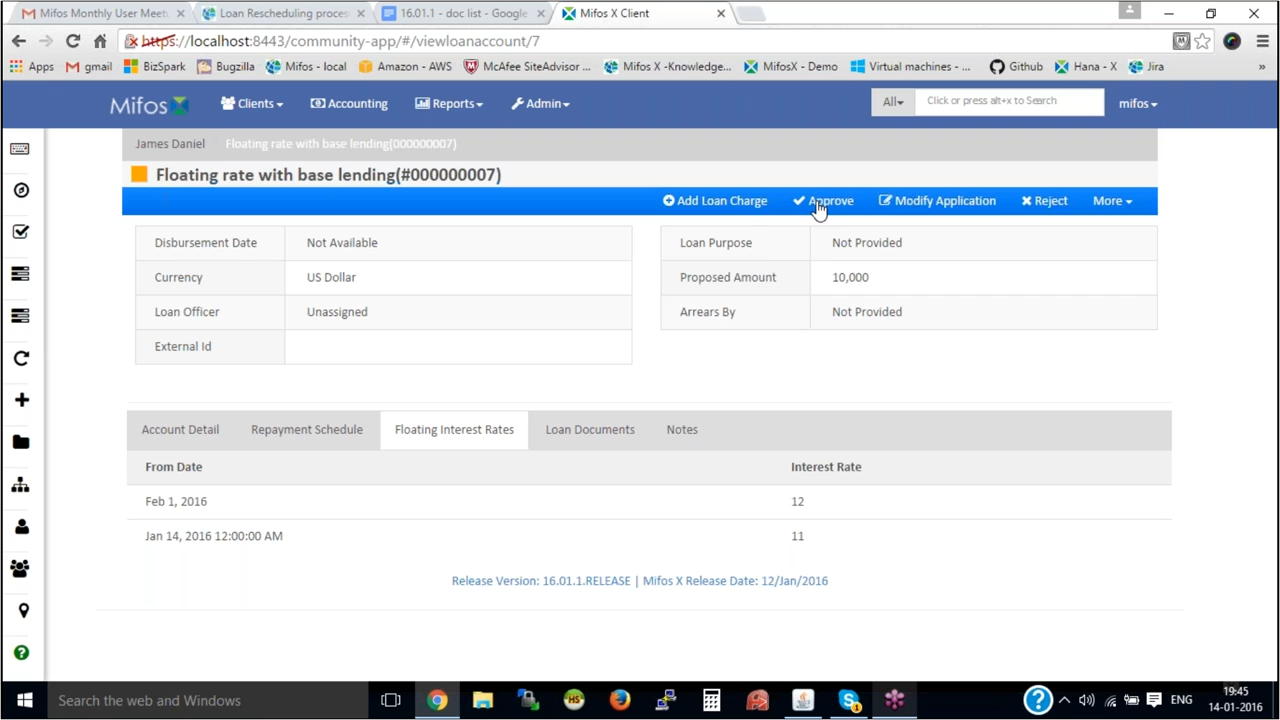 Mifos Monthly User Meetu
Loan Rescheduling proces
16.01.1 - doc list - Google
Mifos X Client
https://localhost:8443/community-app/#/viewloanaccount/7
Apps
gmail
BizSpark
Bugzilla
Mifos - local
Amazon - AWS
McAfee SiteAdvisor ...
Mifos X -Knowledge...
MifosX - Demo
Virtual machines - ...
Github
Hana - X
Jira
»
Mifos
Clients
Accounting
Reports
Admin
All
Click or press alt+x to Search
mifos
James Daniel
Floating rate with base lending(000000007)
Floating rate with base lending(#000000007)
Add Loan Charge
Approve
Modify Application
Reject
More
Disbursement Date Not Available
Currency US Dollar
Loan Officer Unassigned
External Id
Loan Purpose Not Provided
Proposed Amount 10,000
Arrears By Not Provided
Account Detail
Repayment Schedule
Floating Interest Rates
Loan Documents
Notes
From Date Interest Rate
Feb 1, 2016 12
Jan 14, 2016 12:00:00 AM 11
Release Version: 16.01.1.RELEASE | Mifos X Release Date: 12/Jan/2016
Search the web and Windows
HS
1
ENG
19:45
14-01-2016